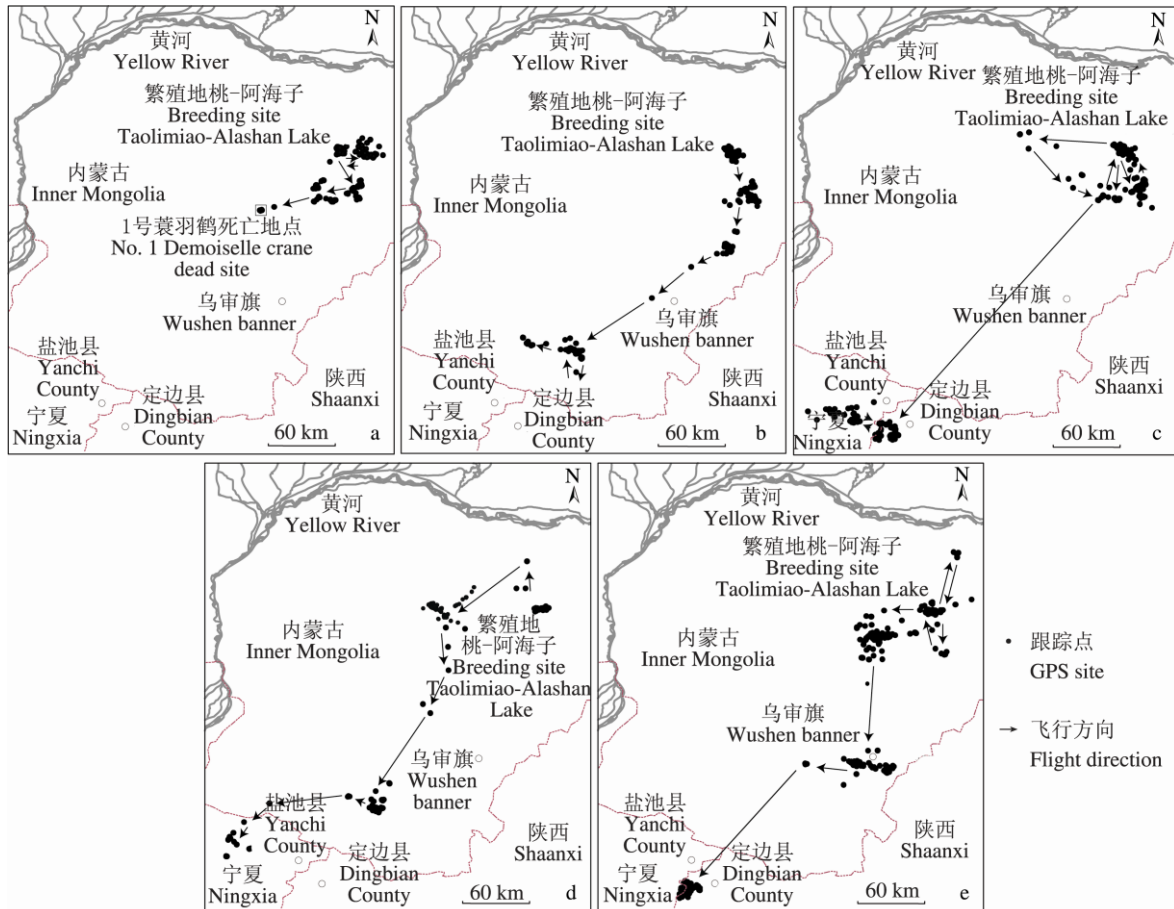 N
黄河
Yellow River
繁殖地桃-阿海子
Breeding site
Taolimiao-Alashan Lake
内蒙古
Inner Mongolia
1号蓑羽鹤死亡地点
No. 1 Demoiselle crane
dead site
乌审旗
Wushen banner
盐池县
Yanchi
County
定边县
Dingbian
County
陕西
Shaanxi
宁夏
Ningxia
60 km
a
N
黄河
Yellow River
繁殖地桃-阿海子
Breeding site
Taolimiao-Alashan Lake
内蒙古
Inner Mongolia
乌审旗
Wushen banner
盐池县
Yanchi
County
定边县
Dingbian
County
陕西
Shaanxi
宁夏
Ningxia
60 km
b
N
黄河
Yellow River
繁殖地桃-阿海子
Breeding site
Taolimiao-Alashan Lake
内蒙古
Inner Mongolia
乌审旗
Wushen banner
盐池县
Yanchi
County
定边县
Dingbian
County
陕西
Shaanxi
宁夏
Ningxia
60 km
c
N
黄河
Yellow River
繁殖地
桃-阿海子
Breeding site
Taolimiao-Alashan
Lake
内蒙古
Inner Mongolia
乌审旗
Wushen
banner
盐池县
Yanchi
County
定边县
Dingbian
County
陕西
Shaanxi
宁夏
Ningxia
60 km
d
N
黄河
Yellow River
繁殖地桃-阿海子
Breeding site
Taolimiao-Alashan Lake
内蒙古
Inner Mongolia
乌审旗
Wushen banner
盐池县
Yanchi
County
定边县
Dingbian
County
陕西
Shaanxi
宁夏
Ningxia
60 km
e
跟踪点
GPS site
飞行方向
Flight direction